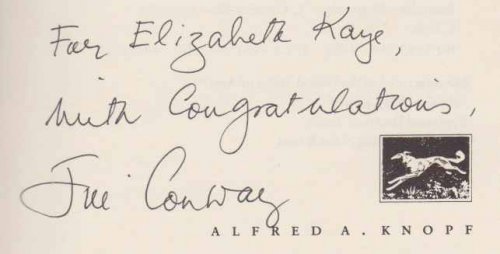 For Elizabeth Kaye,
with Congratulations,
Jill Conway
ALFRED A. KNOPF